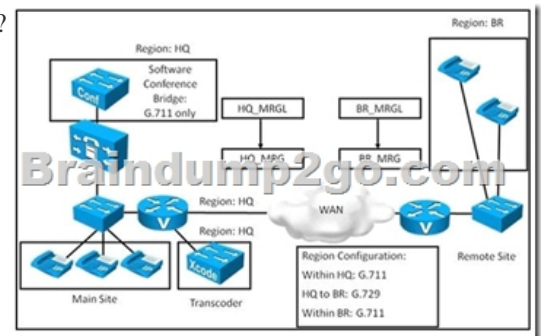 ?
Region: BR
Region: HQ
Software
Conference
Bridge:
G.711 only
Conf
HQ_MRGL
BR_MRGL
HQ_MRG
BR_MRG
Braindump2go.com
Region: HQ
WAN
V
V
Region: HQ
Xcode
Region Configuration:
Within HQ: G.711
HQ to BR: G.729
Within BR: G.711
Remote Site
Main Site
Transcoder